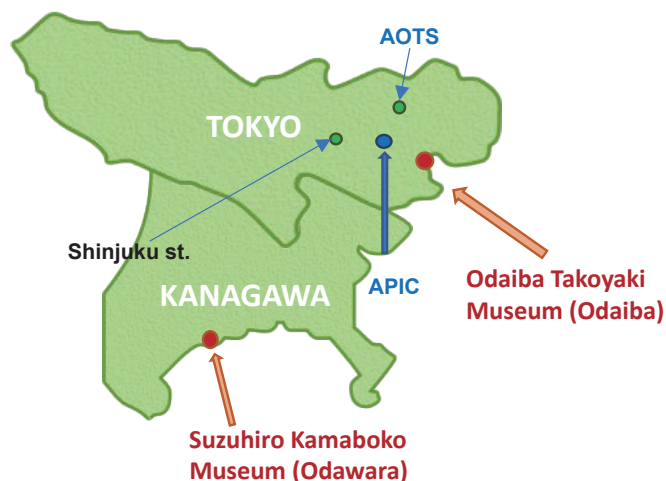 AOTS
TOKYO
Shinjuku st.
APIC
Odaiba Takoyaki
Museum (Odaiba)
KANAGAWA
Suzuhiro Kamaboko
Museum (Odawara)